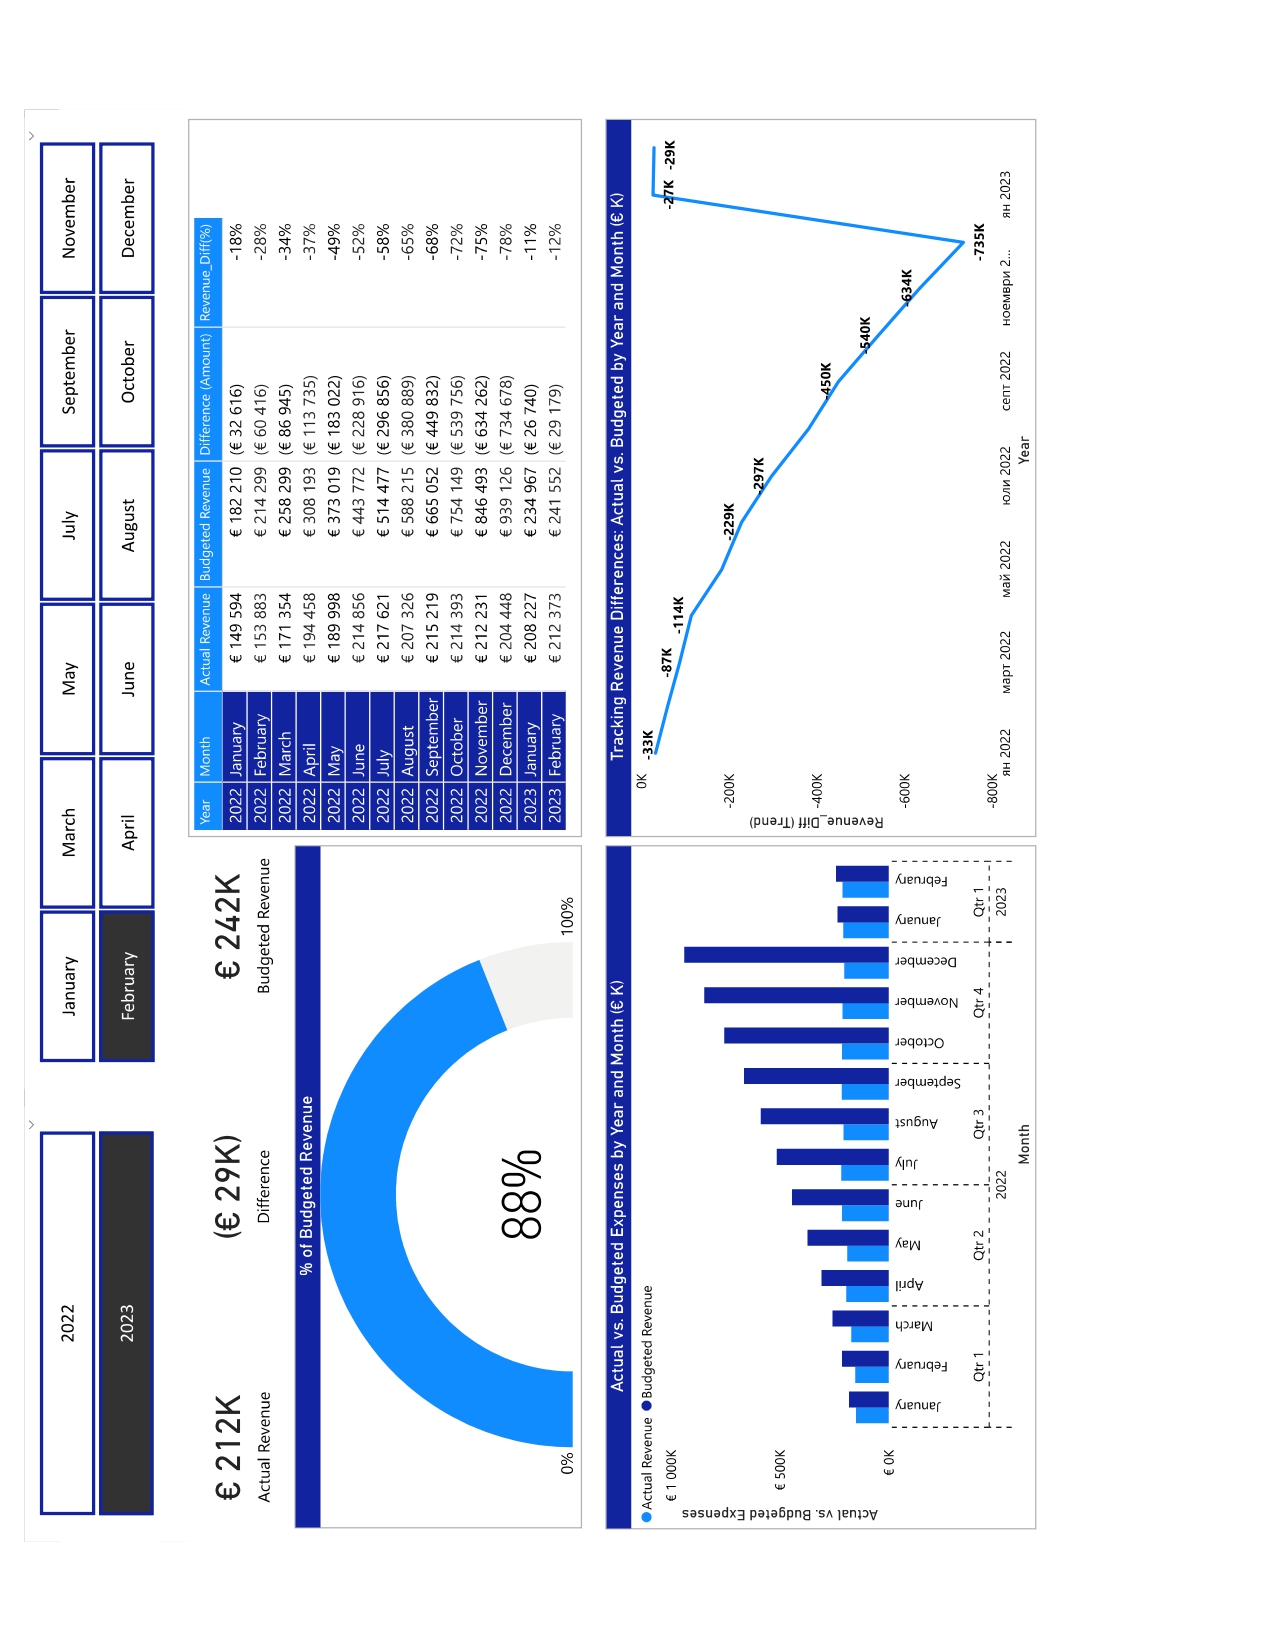 2022
2023
January
March
May
July
September
November
February
April
June
August
October
December
€ 212K
Actual Revenue
(€ 29K)
Difference
€ 242K
Budgeted Revenue
% of Budgeted Revenue
88%
0%
100%
Year Month Actual Revenue Budgeted Revenue Difference (Amount) Revenue_Diff(%)
2022 January € 149 594 € 182 210 (€ 32 616) -18%
2022 February € 153 883 € 214 299 (€ 60 416) -28%
2022 March € 171 354 € 258 299 (€ 86 945) -34%
2022 April € 194 458 € 308 193 (€ 113 735) -37%
2022 May € 189 998 € 373 019 (€ 183 022) -49%
2022 June € 214 856 € 443 772 (€ 228 916) -52%
2022 July € 217 621 € 514 477 (€ 296 856) -58%
2022 August € 207 326 € 588 215 (€ 380 889) -65%
2022 September € 215 219 € 665 052 (€ 449 832) -68%
2022 October € 214 393 € 754 149 (€ 539 756) -72%
2022 November € 212 231 € 846 493 (€ 634 262) -75%
2022 December € 204 448 € 939 126 (€ 734 678) -78%
2023 January € 208 227 € 234 967 (€ 26 740) -11%
2023 February € 212 373 € 241 552 (€ 29 179) -12%
Actual vs. Budgeted Expenses by Year and Month (€ K)
Actual Revenue Budgeted Revenue
Actual vs. Budgeted Expenses
€ 1 000K
€ 500K
€ 0K
January
February
March
April
May
June
July
August
September
October
November
December
January
February
Qtr 1 Qtr 2 Qtr 3 Qtr 4 Qtr 1
2022 2023
Month
Tracking Revenue Differences: Actual vs. Budgeted by Year and Month (€ K)
Revenue_Diff (Trend)
0K
-200K
-400K
-600K
-800K
-33K
-87K
-114K
-229K
-297K
-450K
-540K
-634K
-735K
-27K
-29K
ян 2022 март 2022 май 2022 юли 2022 септ 2022 ноември 2... ян 2023
Year